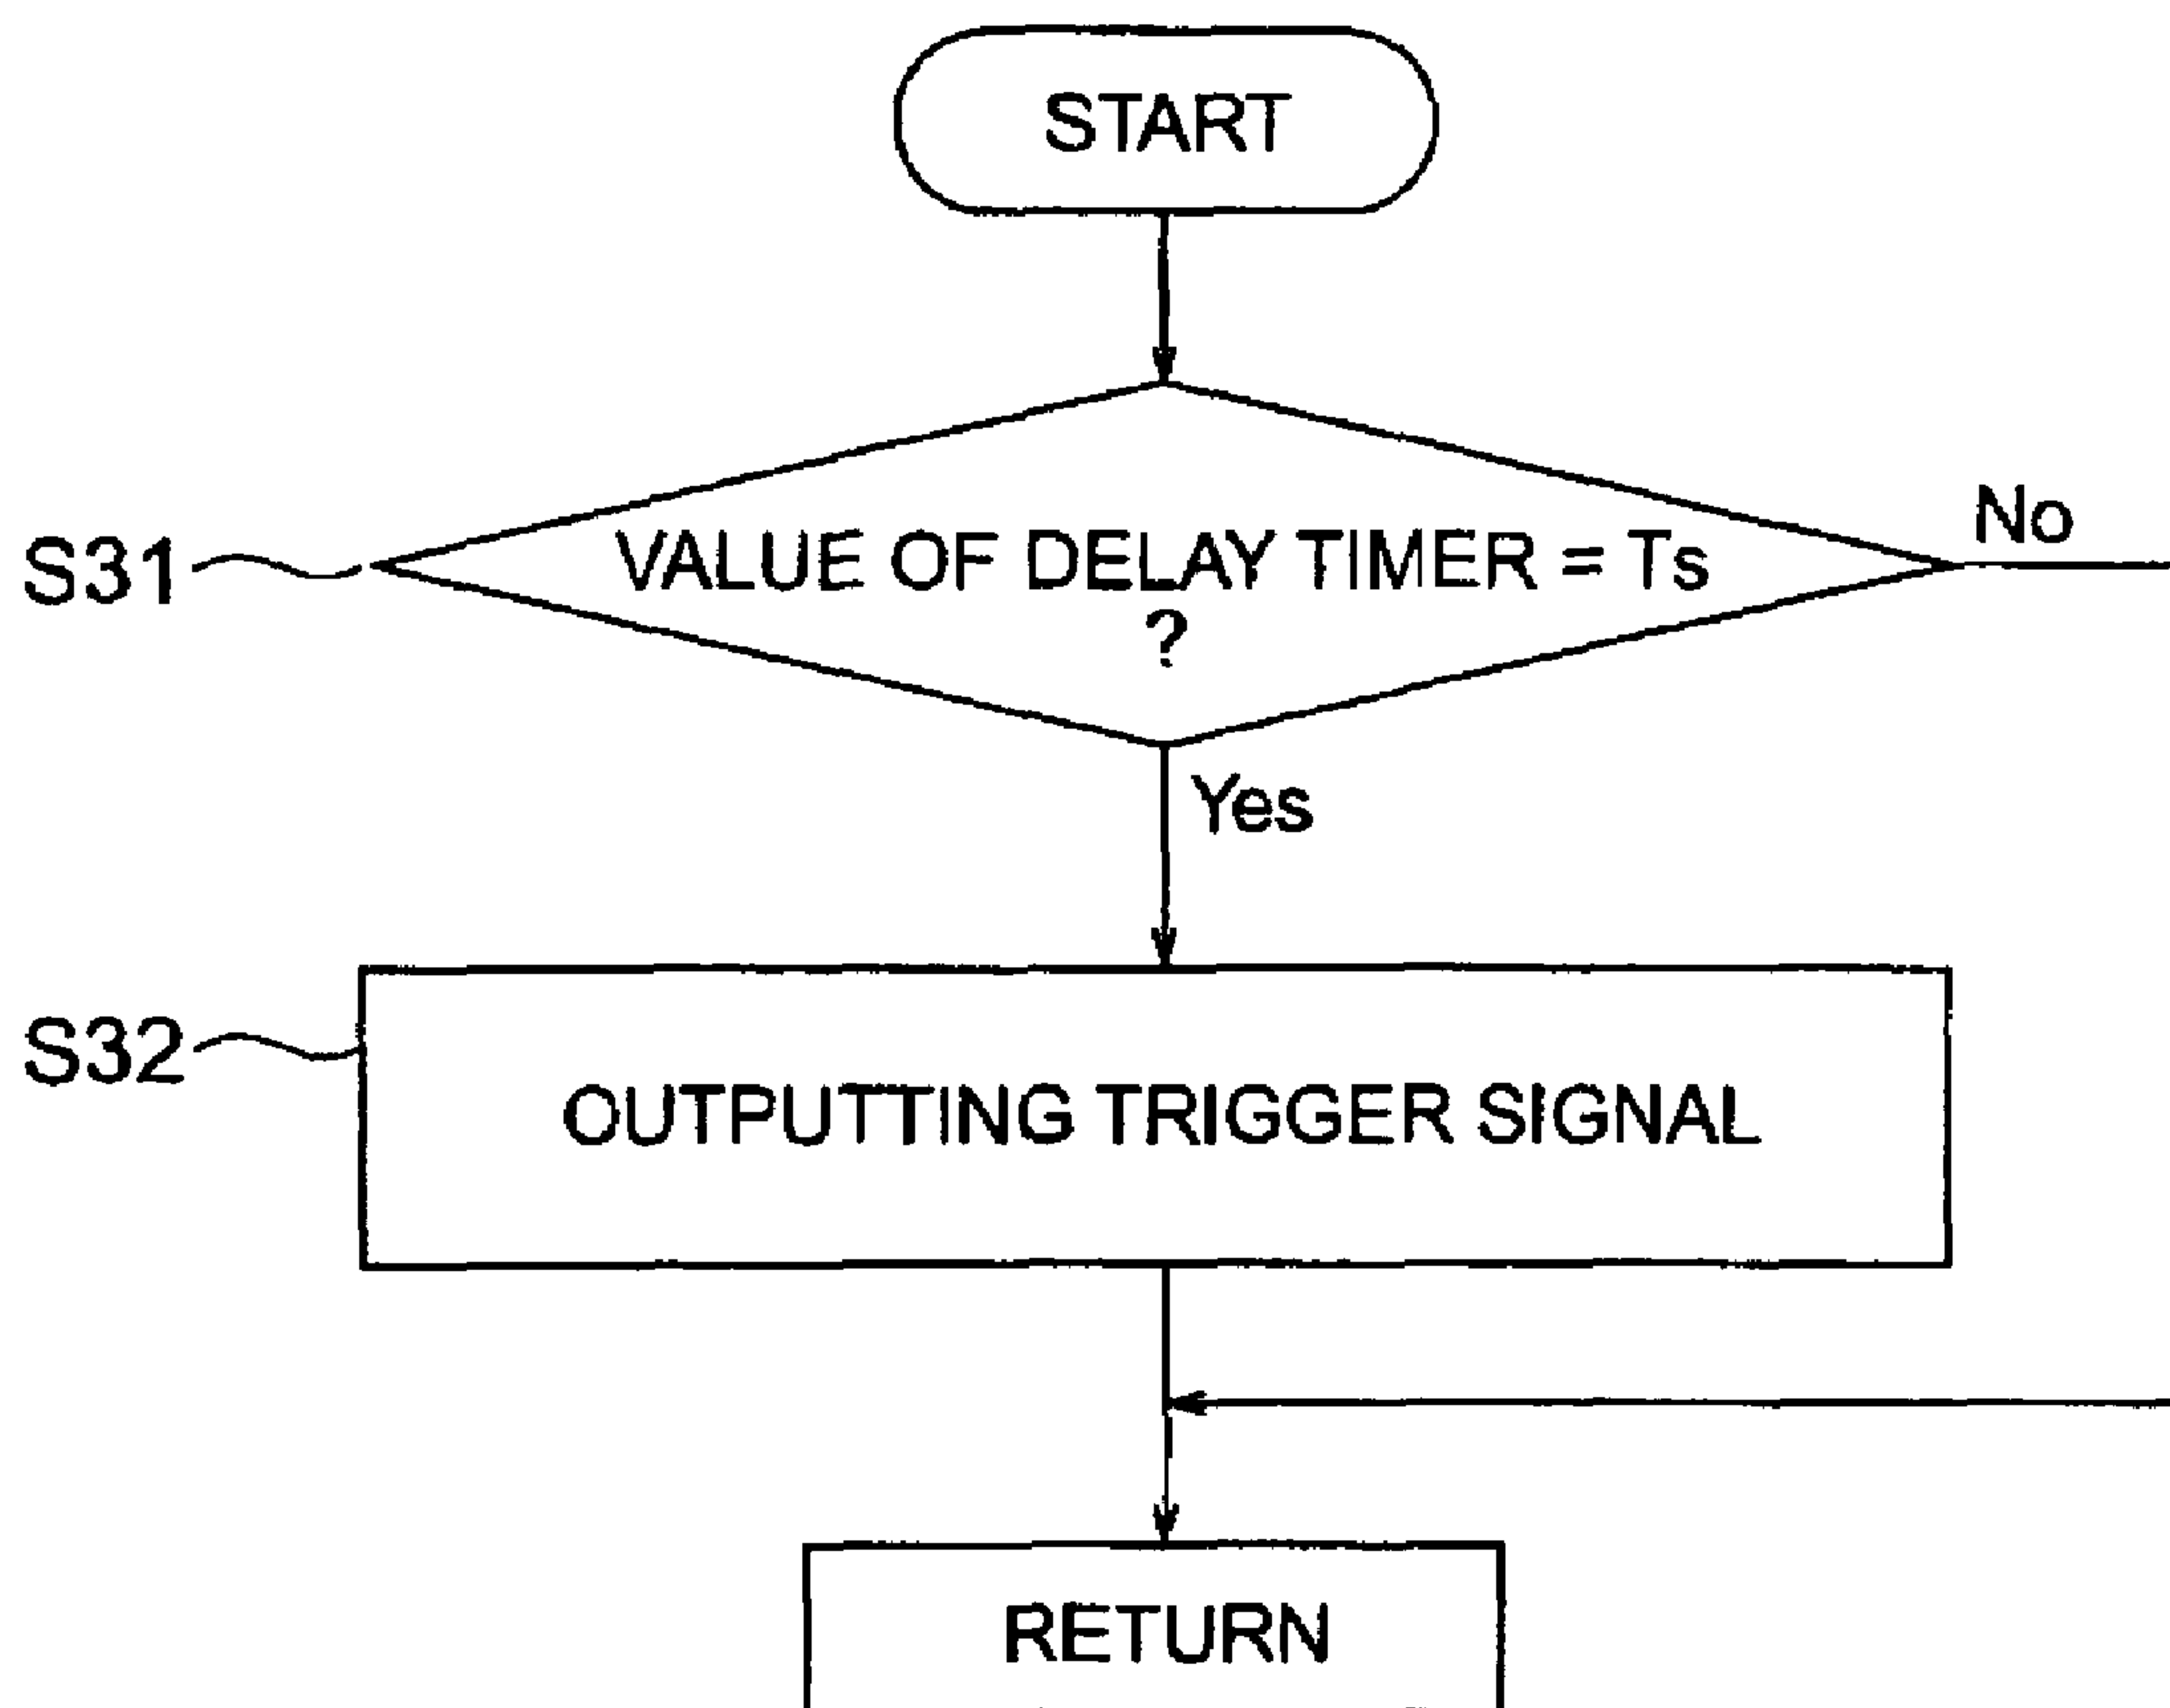 START
S31
VALUE OF DELAY TIMER = Ts
?
No
Yes
S32
OUTPUTTING TRIGGER SIGNAL
RETURN